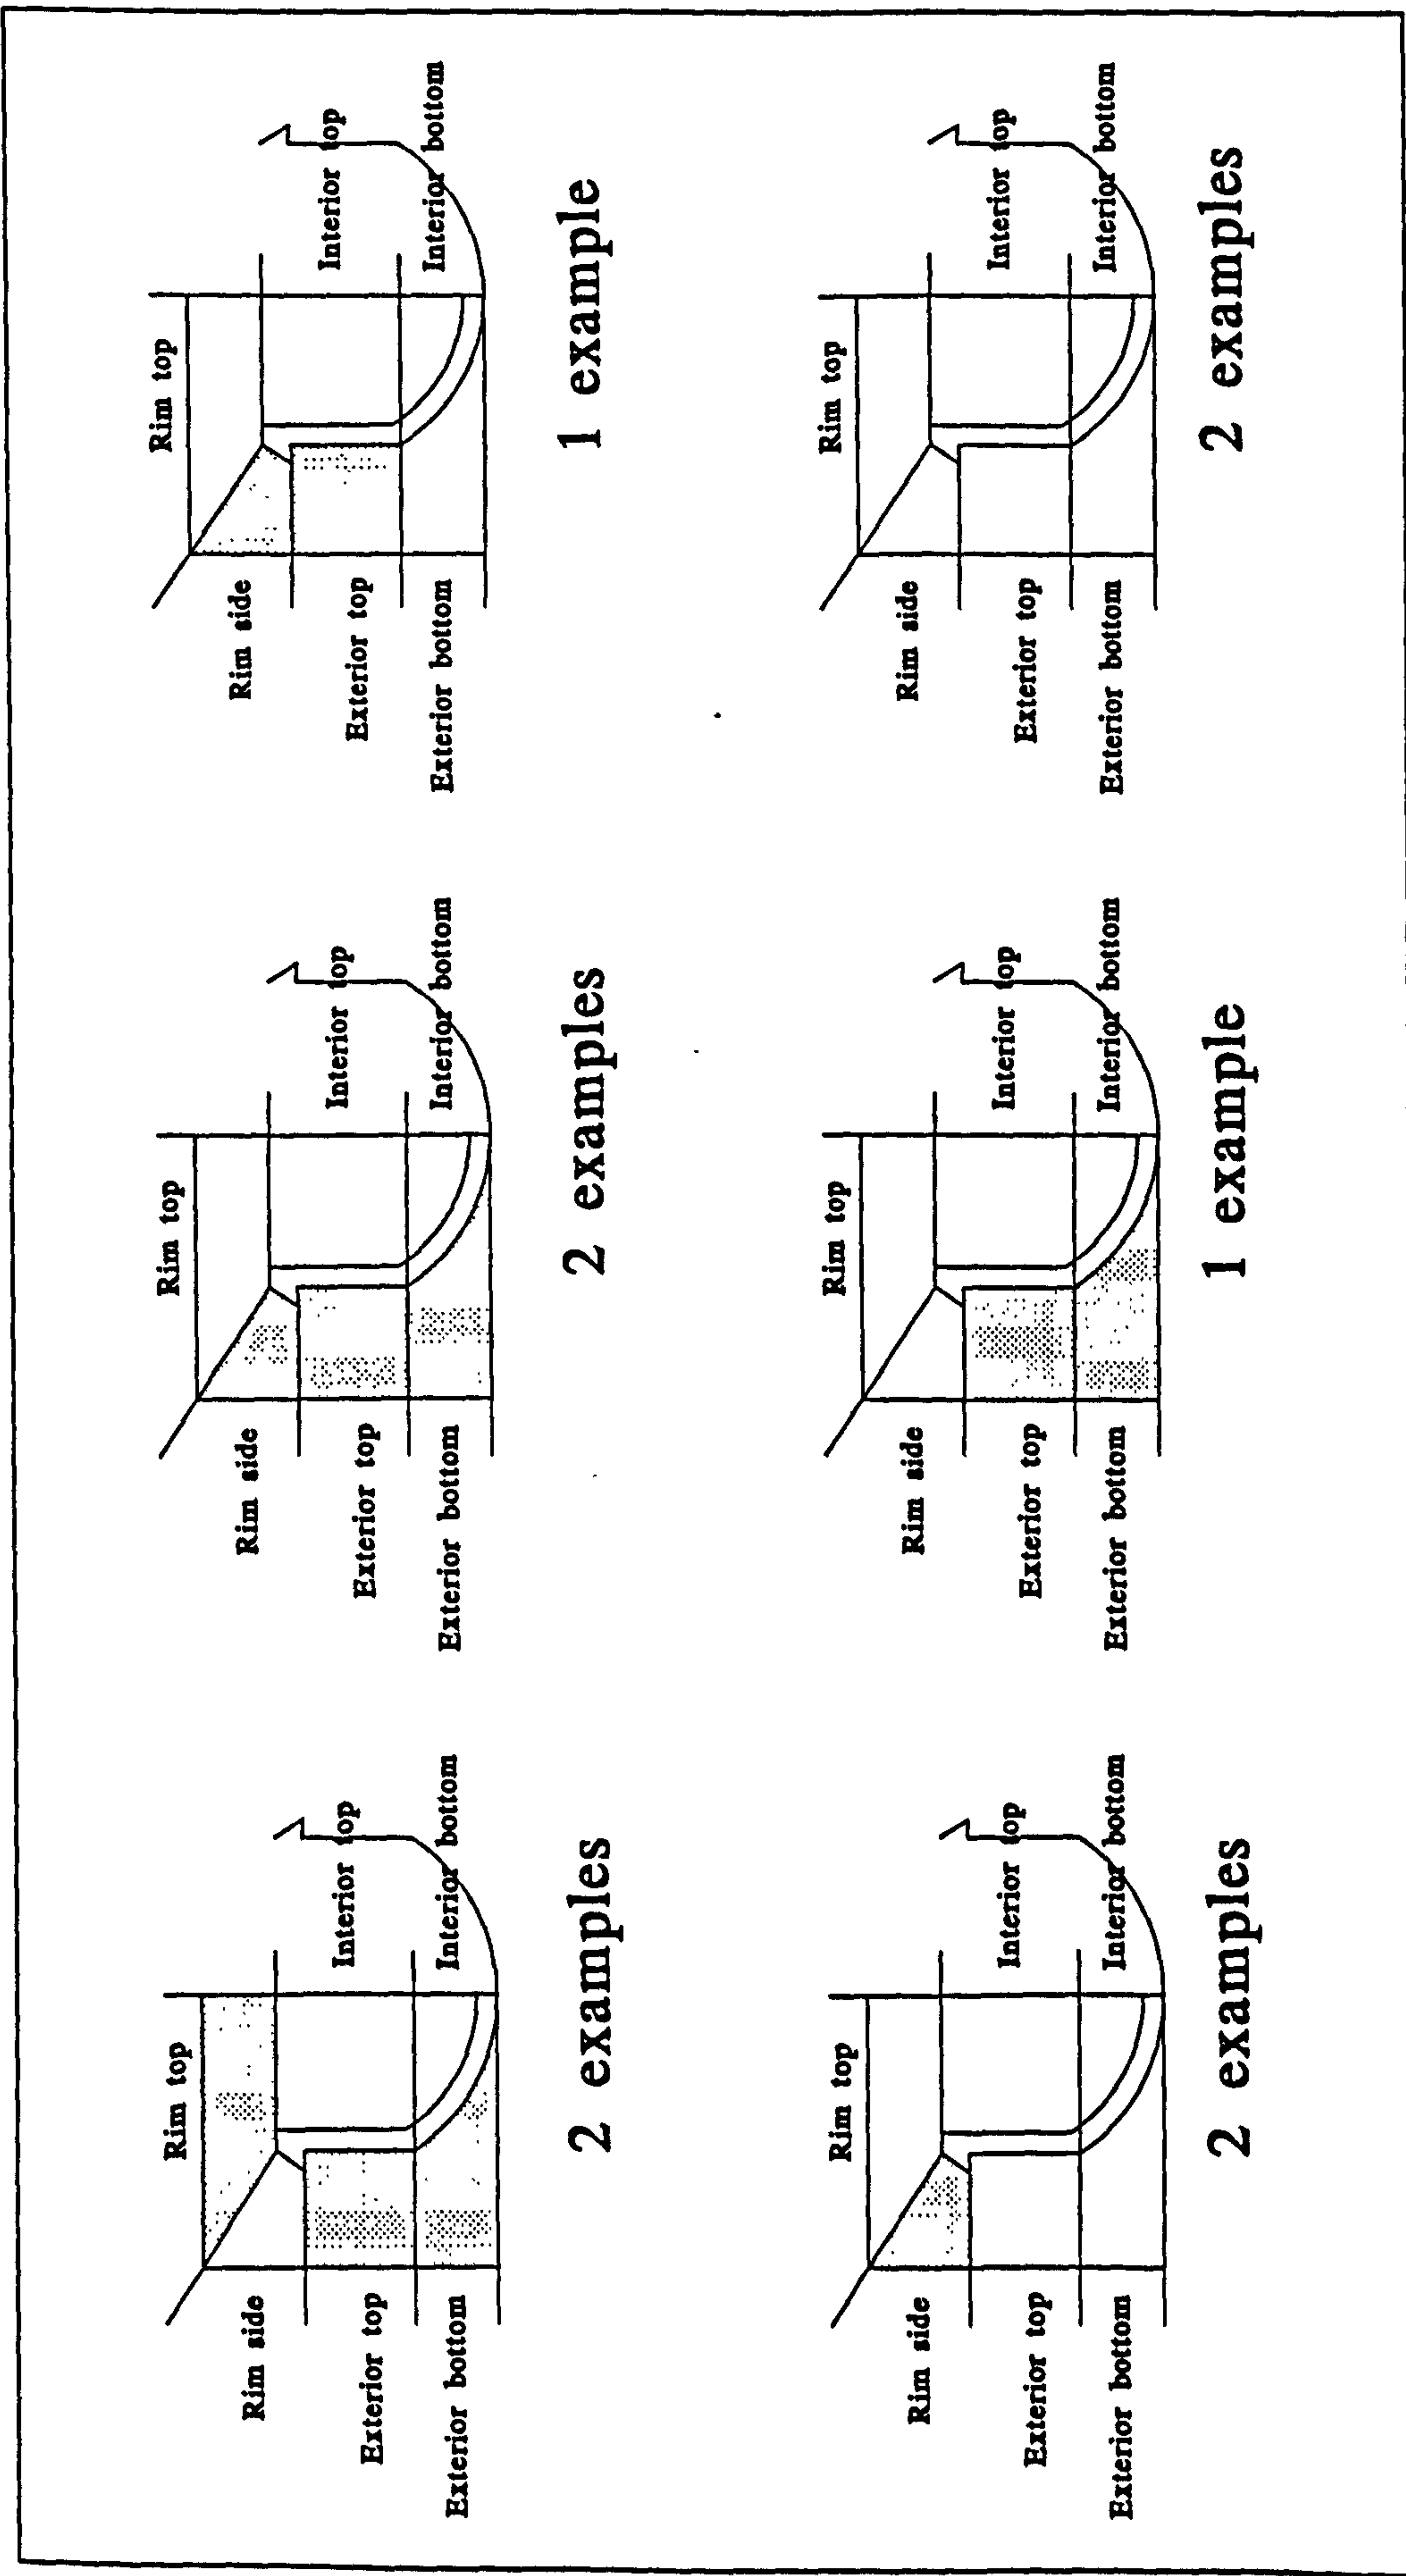 Rim top
Rim side
Interior top
Exterior top
Interior bottom
Exterior bottom
2 examples
Rim top
Rim side
Interior top
Exterior top
Interior bottom
Exterior bottom
2 examples
Rim top
Rim side
Interior top
Exterior top
Interior bottom
Exterior bottom
1 example
Rim top
Rim side
Interior top
Exterior top
Interior bottom
Exterior bottom
2 examples
Rim top
Rim side
Interior top
Exterior top
Interior bottom
Exterior bottom
1 example
Rim top
Rim side
Interior top
Exterior top
Interior bottom
Exterior bottom
2 examples